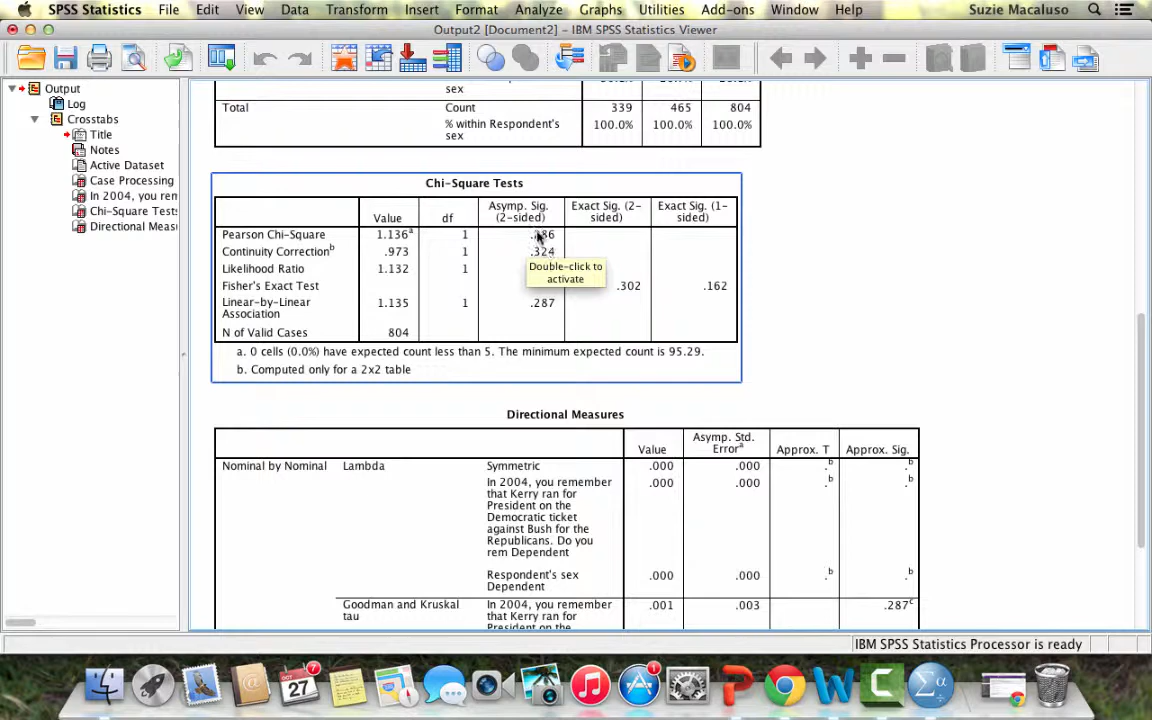 SPSS Statistics File Edit View Data Transform Insert Format Analyze Graphs Utilities Add-ons Window Help Suzie Macaluso
Output2 [Document2] – IBM SPSS Statistics Viewer
Output
Log
Crosstabs
Title
Notes
Active Dataset
Case Processing
In 2004, you rem
Chi-Square Tests
Directional Measu
sex
Total Count 339 465 804
% within Respondent's sex 100.0% 100.0% 100.0%
Chi-Square Tests
Value df Asymp. Sig. (2-sided) Exact Sig. (2-sided) Exact Sig. (1-sided)
Pearson Chi-Square 1.136a 1
Continuity Correctionb .973 1 .324
Likelihood Ratio 1.132 1
Fisher's Exact Test .302 .162
Linear-by-Linear Association 1.135 1 .287
N of Valid Cases 804
Double-click to activate
a. 0 cells (0.0%) have expected count less than 5. The minimum expected count is 95.29.
b. Computed only for a 2x2 table
Directional Measures
Value Asymp. Std. Errora Approx. T Approx. Sig.
Nominal by Nominal Lambda Symmetric .000 .000 .b .b
In 2004, you remember .000 .000 .b .b
that Kerry ran for
President on the
Democratic ticket
against Bush for the
Republicans. Do you
rem Dependent
Respondent's sex .000 .000 .b .b
Dependent
Goodman and Kruskal tau In 2004, you remember .001 .003 .287c
that Kerry ran for
President on the
IBM SPSS Statistics Processor is ready
7
OCT
27
1